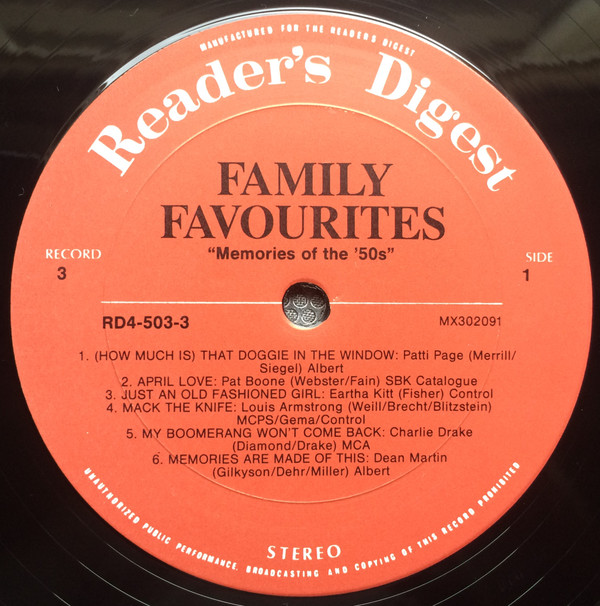 MANUFACTURED FOR THE READERS DIGEST
Reader's Digest
FAMILY
FAVOURITES
"Memories of the '50s"
RECORD
3
SIDE
1
RD4-503-3
MX302091
1. (HOW MUCH IS) THAT DOGGIE IN THE WINDOW: Patti Page (Merrill/
Siegel) Albert
2. APRIL LOVE: Pat Boone (Webster/Fain) SBK Catalogue
3. JUST AN OLD FASHIONED GIRL: Eartha Kitt (Fisher) Control
4. MACK THE KNIFE: Louis Armstrong (Weill/Brecht/Blitzstein)
MCPS/Gema/Control
5. MY BOOMERANG WON'T COME BACK: Charlie Drake
(Diamond/Drake) MCA
6. MEMORIES ARE MADE OF THIS: Dean Martin
(Gilkyson/Dehr/Miller) Albert
STEREO
UNAUTHORIZED PUBLIC PERFORMANCE, BROADCASTING AND COPYING OF THIS RECORD PROHIBITED